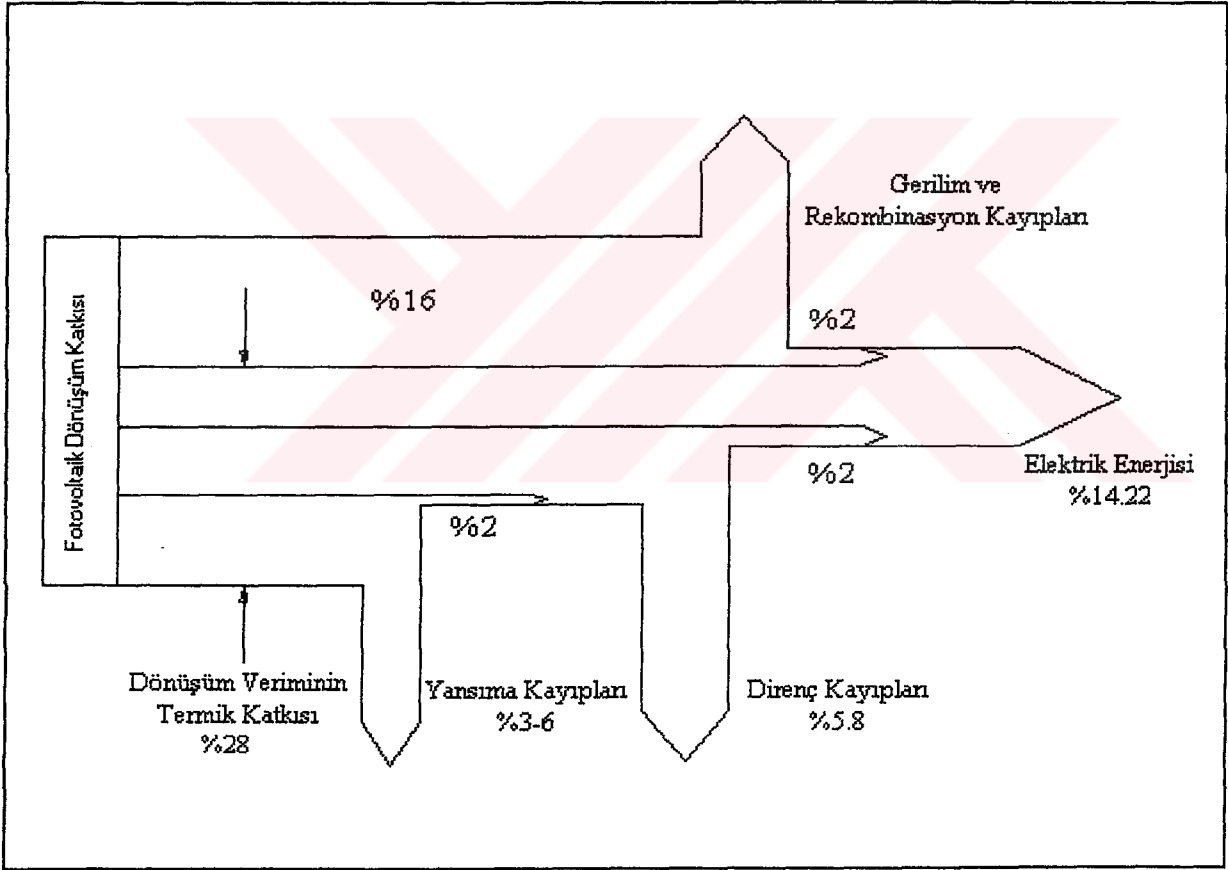 Gerilim ve
Rekombinasyon Kayıpları
Fotovoltaik Dönüşüm Katkısı
%16
%2
%2
Elektrik Enerjisi
%14.22
%2
Dönüşüm Veriminin
Termik Katkısı
%28
Yansıma Kayıpları
%3-6
Direnç Kayıpları
%5.8